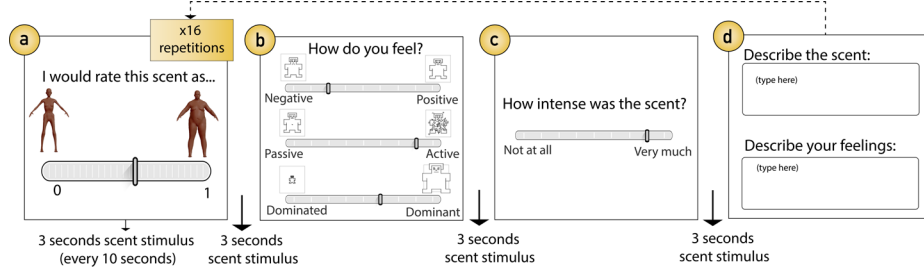 a
x16
repetitions
I would rate this scent as...
0
1
3 seconds scent stimulus
(every 10 seconds)
b
How do you feel?
Negative
Positive
Passive
Active
Dominated
Dominant
3 seconds
scent stimulus
c
How intense was the scent?
Not at all
Very much
3 seconds
scent stimulus
d
Describe the scent:
(type here)
Describe your feelings:
(type here)
3 seconds
scent stimulus